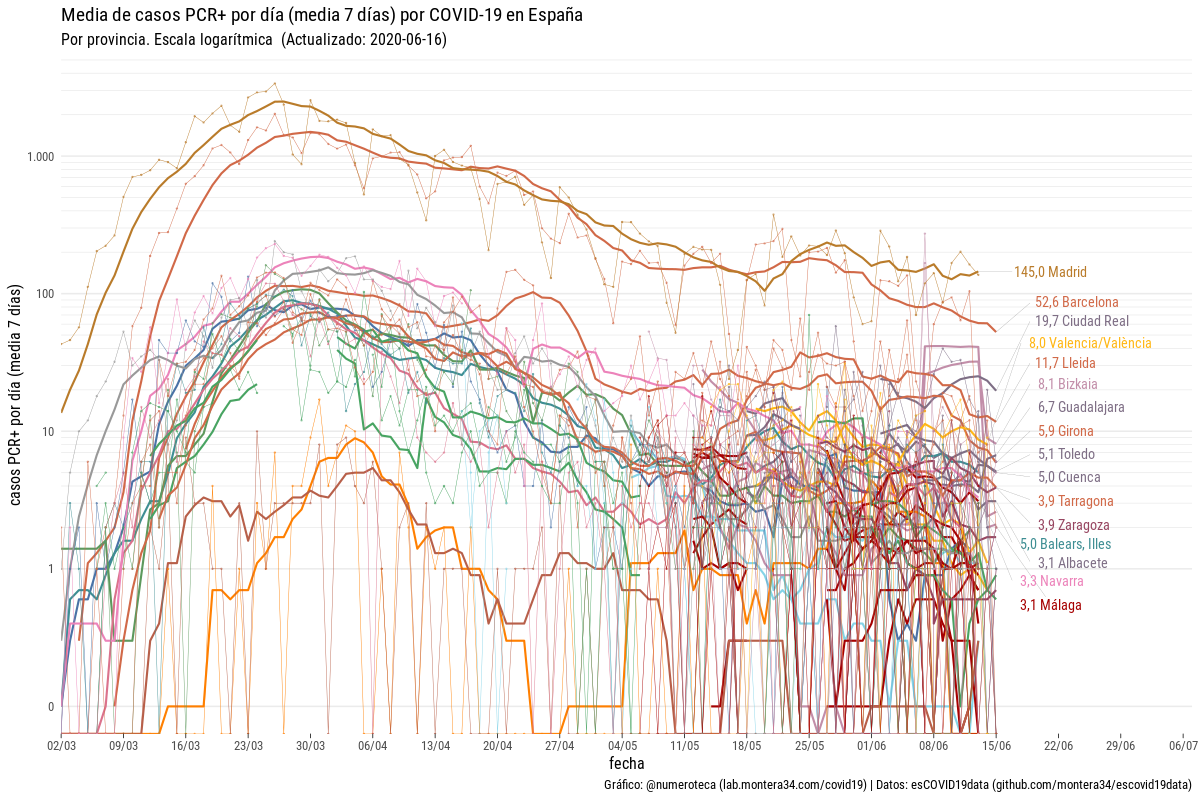 Media de casos PCR+ por día (media 7 días) por COVID-19 en España
Por provincia. Escala logarítmica (Actualizado: 2020-06-16)
casos PCR+ por día (media 7 días)
1.000
100
10
1
0
145,0 Madrid
52,6 Barcelona
19,7 Ciudad Real
8,0 Valencia/València
11,7 Lleida
8,1 Bizkaia
6,7 Guadalajara
5,9 Girona
5,1 Toledo
5,0 Cuenca
3,9 Tarragona
3,9 Zaragoza
5,0 Balears, Illes
3,1 Albacete
3,3 Navarra
3,1 Málaga
02/03 09/03 16/03 23/03 30/03 06/04 13/04 20/04 27/04 04/05 11/05 18/05 25/05 01/06 08/06 15/06 22/06 29/06 06/07
fecha
Gráfico: @numeroteca (lab.montera34.com/covid19) | Datos: esCOVID19data (github.com/montera34/escovid19data)